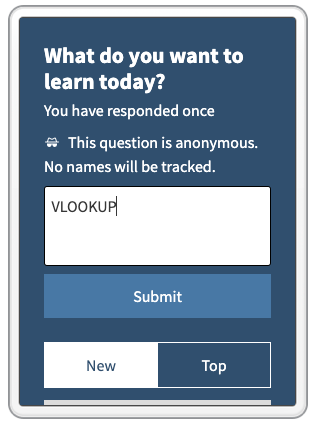 What do you want to
learn today?
You have responded once
This question is anonymous.
No names will be tracked.
VLOOKUP
Submit
New Top